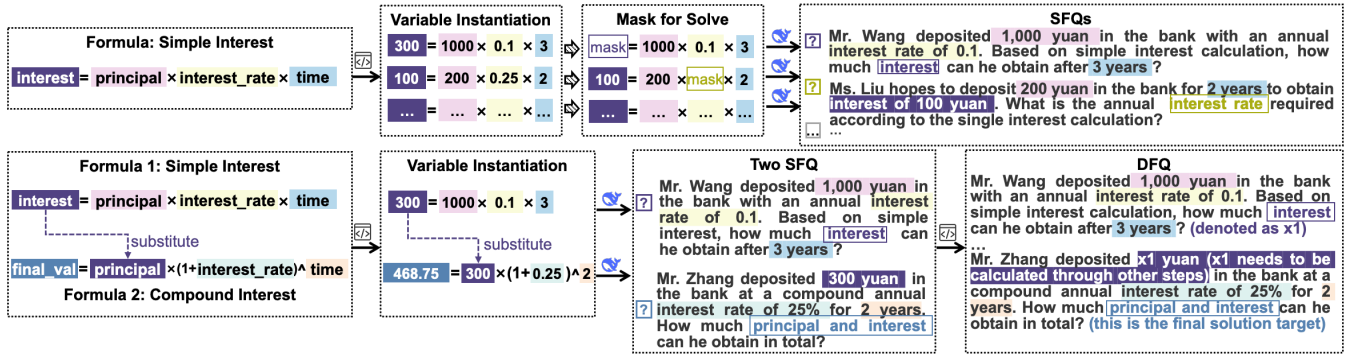 Formula: Simple Interest
interest = principal × interest_rate × time
</>
Variable Instantiation
300 = 1000 × 0.1 × 3
100 = 200 × 0.25 × 2
... = ... × ... × ...
Mask for Solve
mask = 1000 × 0.1 × 3
100 = 200 × mask × 2
... = ... × ... × ...
SFQs
? Mr. Wang deposited 1,000 yuan in the bank with an annual
interest rate of 0.1. Based on simple interest calculation, how
much interest can he obtain after 3 years ?
? Ms. Liu hopes to deposit 200 yuan in the bank for 2 years to obtain
interest of 100 yuan . What is the annual interest rate required
according to the single interest calculation?
... ...
Formula 1: Simple Interest
interest = principal × interest_rate × time
substitute
final_val = principal ×(1+interest_rate)^ time
Formula 2: Compound Interest
</>
Variable Instantiation
300 = 1000 × 0.1 × 3
substitute
468.75 = 300 ×(1+ 0.25 )^ 2
Two SFQ
Mr. Wang deposited 1,000 yuan in
? the bank with an annual interest
rate of 0.1. Based on simple
interest, how much interest can
he obtain after 3 years ?
Mr. Zhang deposited 300 yuan in
the bank at a compound annual
? interest rate of 25% for 2 years.
How much principal and interest
can he obtain in total?
</>
DFQ
Mr. Wang deposited 1,000 yuan in the bank
with an annual interest rate of 0.1. Based on
simple interest calculation, how much interest
can he obtain after 3 years ? (denoted as x1)
...
Mr. Zhang deposited x1 yuan (x1 needs to be
calculated through other steps) in the bank at a
compound annual interest rate of 25% for 2
years. How much principal and interest can he
obtain in total? (this is the final solution target)